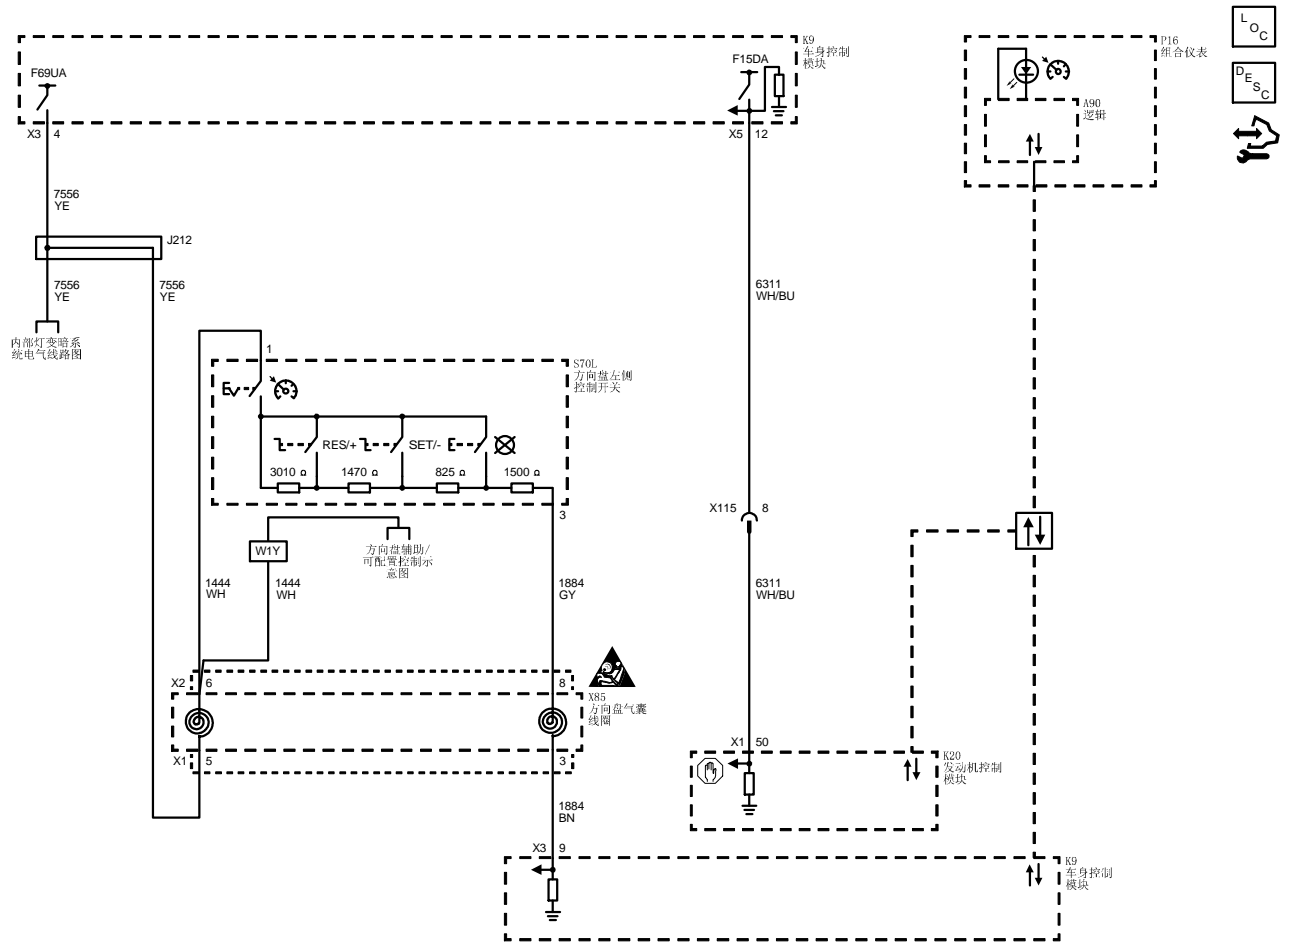 K9
车身控制
模块
F69UA
F15DA
X3 4
X5 12
P16
组合仪表
A90
逻辑
L
O
C
D
E
S
C
7556
YE
J212
7556
YE
7556
YE
内部灯变暗系
统电气线路图
6311
WH/BU
1
S70L
方向盘左侧
控制开关
RES/+
SET/-
3010 Ω
1470 Ω
825 Ω
1500 Ω
3
X115 8
W1Y
方向盘辅助/
可配置控制示
意图
1444
WH
1444
WH
1884
GY
6311
WH/BU
X2 6
8
X85
方向盘气囊
线圈
X1 5
3
X1 50
K20
发动机控制
模块
1884
BN
X3 9
K9
车身控制
模块